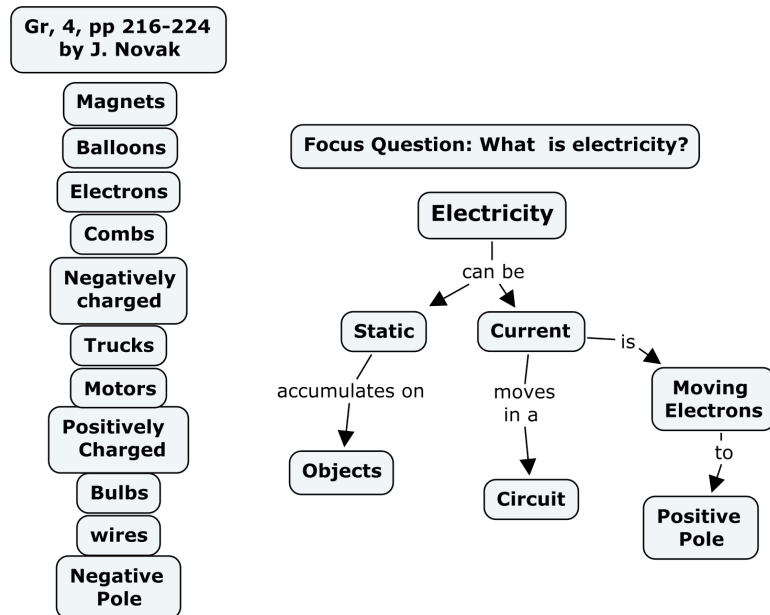 Gr, 4, pp 216-224
by J. Novak
Magnets
Balloons
Electrons
Combs
Negatively
charged
Trucks
Motors
Positively
Charged
Bulbs
wires
Negative
Pole
Focus Question: What is electricity?
Electricity
can be
Static
Current
is
accumulates on
moves
in a
Moving
Electrons
to
Objects
Circuit
Positive
Pole